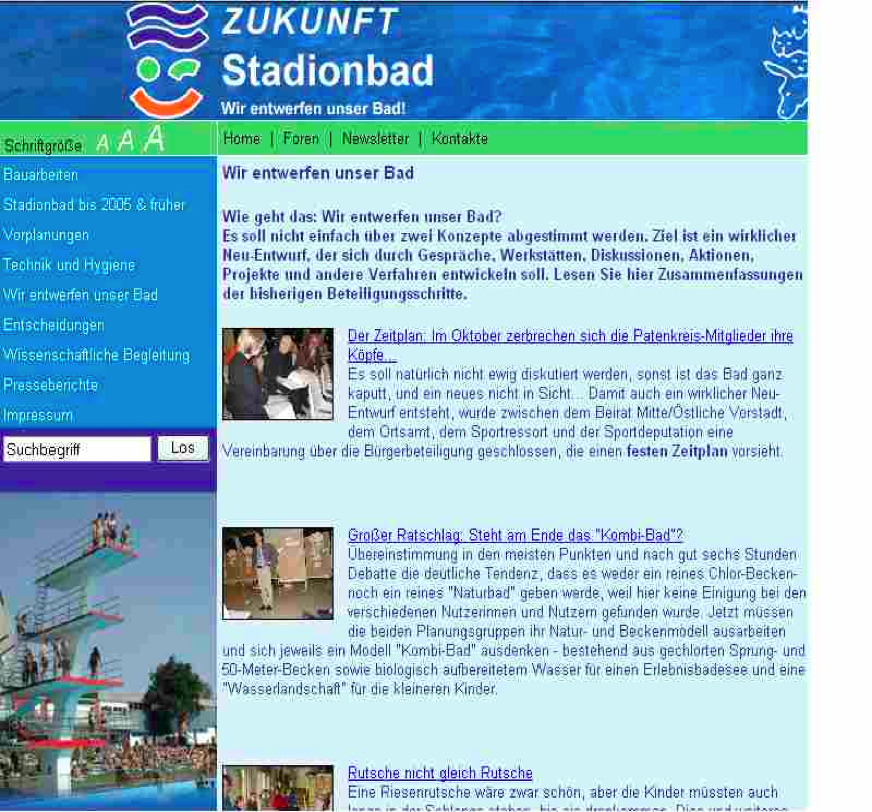 ZUKUNFT
Stadionbad
Wir entwerfen unser Bad!
Schriftgröße A A A
Home | Foren | Newsletter | Kontakte
Bauarbeiten
Stadionbad bis 2005 & früher
Vorplanungen
Technik und Hygiene
Wir entwerfen unser Bad
Entscheidungen
Wissenschaftliche Begleitung
Presseberichte
Impressum
Suchbegriff Los
Wir entwerfen unser Bad
Wie geht das: Wir entwerfen unser Bad?
Es soll nicht einfach über zwei Konzepte abgestimmt werden. Ziel ist ein wirklicher
Neu-Entwurf, der sich durch Gespräche, Werkstätten, Diskussionen, Aktionen,
Projekte und andere Verfahren entwickeln soll. Lesen Sie hier Zusammenfassungen
der bisherigen Beteiligungsschritte.
Der Zeitplan: Im Oktober zerbrechen sich die Patenkreis-Mitglieder ihre
Köpfe...
Es soll natürlich nicht ewig diskutiert werden, sonst ist das Bad ganz
kaputt, und ein neues nicht in Sicht... Damit auch ein wirklicher Neu-
Entwurf entsteht, wurde zwischen dem Beirat Mitte/Östliche Vorstadt,
dem Ortsamt, dem Sportressort und der Sportdeputation eine
Vereinbarung über die Bürgerbeteiligung geschlossen, die einen festen Zeitplan vorsieht.
Großer Ratschlag: Steht am Ende das "Kombi-Bad"?
Übereinstimmung in den meisten Punkten und nach gut sechs Stunden
Debatte die deutliche Tendenz, dass es weder ein reines Chlor-Becken-
noch ein reines "Naturbad" geben werde, weil hier keine Einigung bei den
verschiedenen Nutzerinnen und Nutzern gefunden wurde. Jetzt müssen
die beiden Planungsgruppen ihr Natur- und Beckenmodell ausarbeiten
und sich jeweils ein Modell "Kombi-Bad" ausdenken - bestehend aus gechlorten Sprung- und
50-Meter-Becken sowie biologisch aufbereitetem Wasser für einen Erlebnisbadesee und eine
"Wasserlandschaft" für die kleineren Kinder.
Rutsche nicht gleich Rutsche
Eine Riesenrutsche wäre zwar schön, aber die Kinder müssten auch